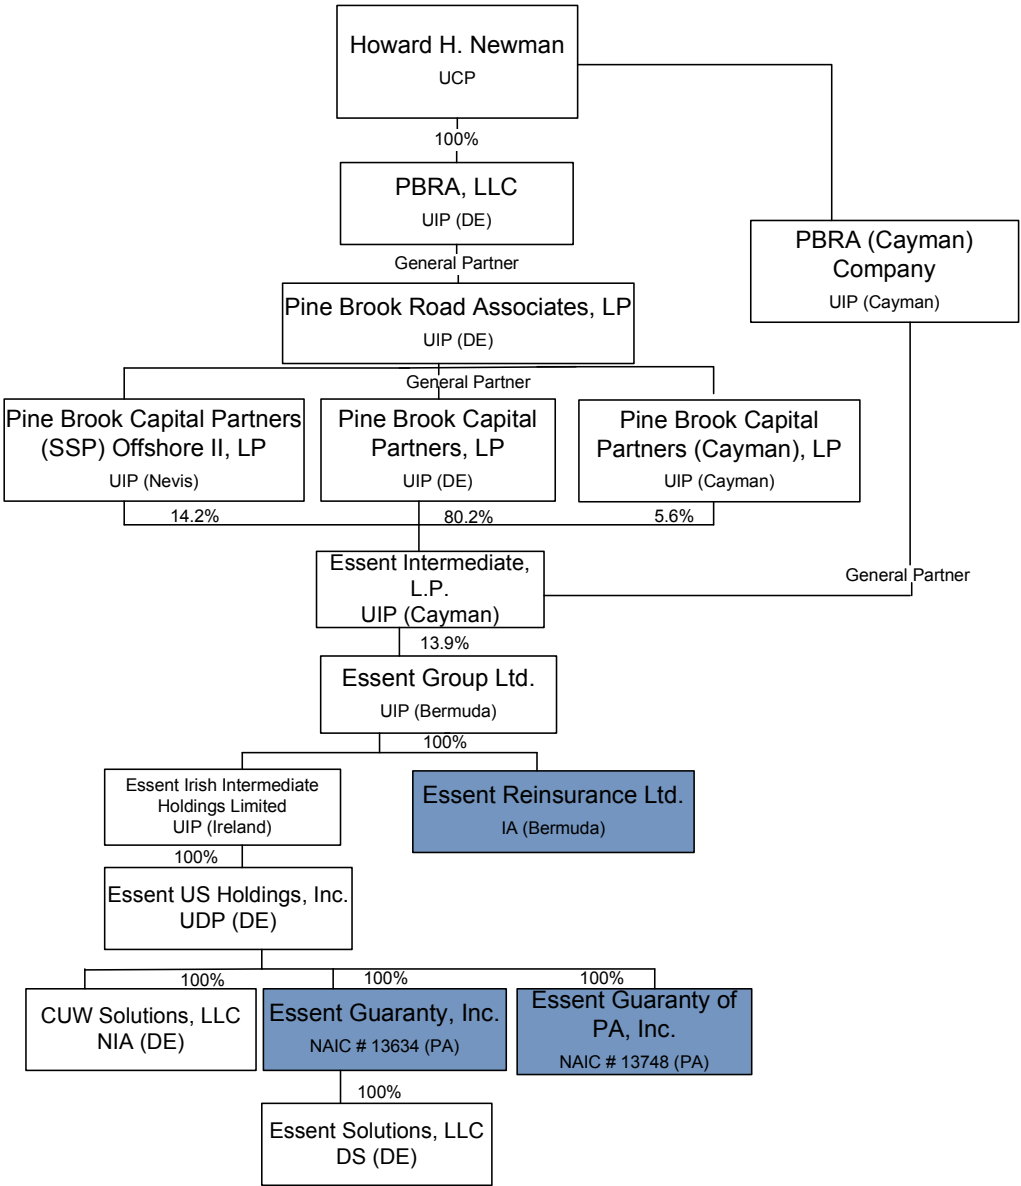 Howard H. Newman
UCP
100%
PBRA, LLC
UIP (DE)
PBRA (Cayman)
Company
UIP (Cayman)
General Partner
Pine Brook Road Associates, LP
UIP (DE)
General Partner
Pine Brook Capital Partners
(SSP) Offshore II, LP
UIP (Nevis)
Pine Brook Capital
Partners, LP
UIP (DE)
Pine Brook Capital
Partners (Cayman), LP
UIP (Cayman)
14.2%
80.2%
5.6%
Essent Intermediate,
L.P.
UIP (Cayman)
General Partner
13.9%
Essent Group Ltd.
UIP (Bermuda)
100%
Essent Irish Intermediate
Holdings Limited
UIP (Ireland)
Essent Reinsurance Ltd.
IA (Bermuda)
100%
Essent US Holdings, Inc.
UDP (DE)
100%
100%
100%
CUW Solutions, LLC
NIA (DE)
Essent Guaranty, Inc.
NAIC # 13634 (PA)
Essent Guaranty of
PA, Inc.
NAIC # 13748 (PA)
100%
Essent Solutions, LLC
DS (DE)